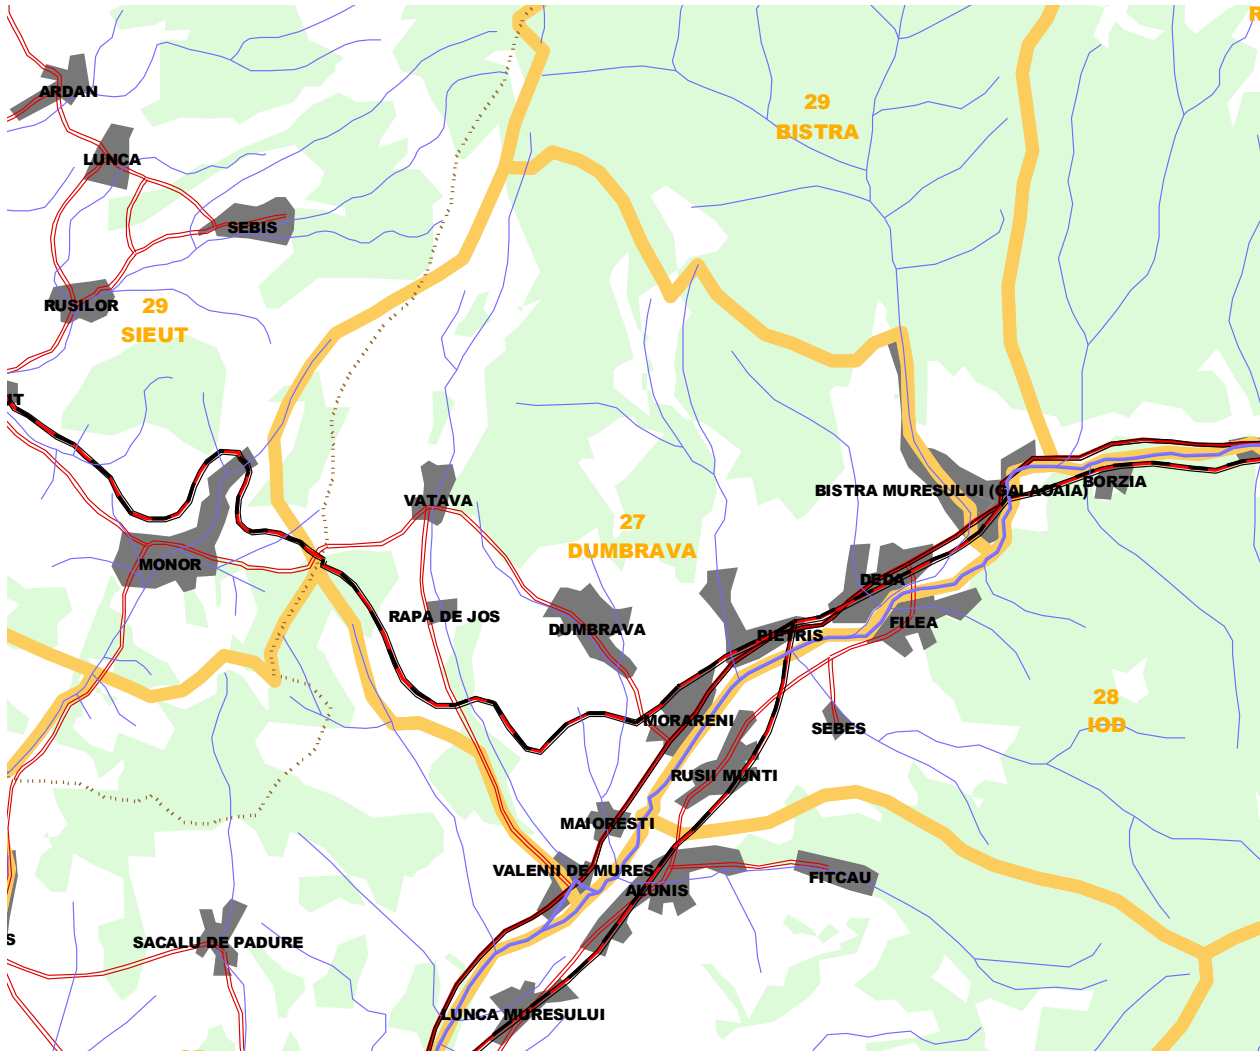 29
BISTRA
ARDAN
LUNCA
SEBIS
RUSILOR
29
SIEUT
VATAVA
BISTRA MURESULUI (GALAOAIA)
BORZIA
27
DUMBRAVA
MONOR
DEDA
RAPA DE JOS
DUMBRAVA
PIETRIS
FILEA
28
IOD
MORARENI
SEBES
RUSII MUNTI
MAIORESTI
VALENII DE MURES
FITCAU
ALUNIS
SACALU DE PADURE
LUNCA MURESULUI